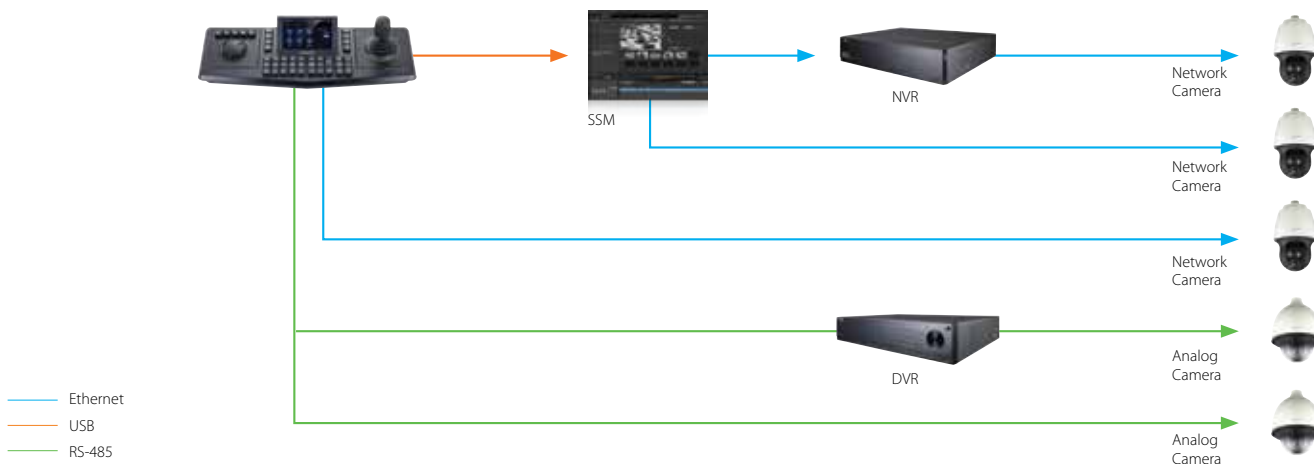 Network
Camera
NVR
SSM
Network
Camera
Network
Camera
Analog
Camera
DVR
Ethernet
USB
RS-485
Analog
Camera